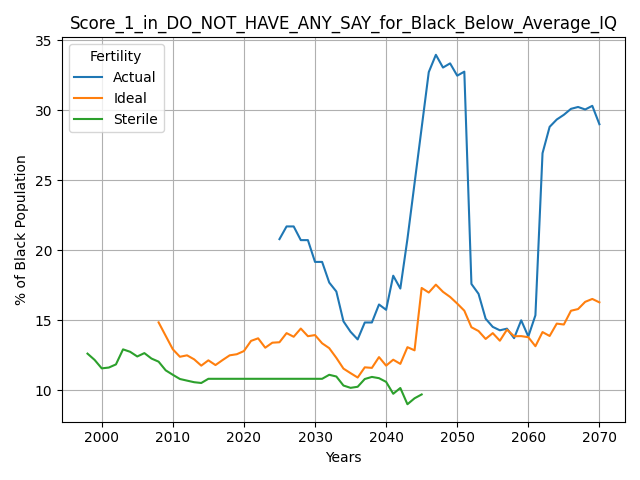 Score_1_in_DO_NOT_HAVE_ANY_SAY_for_Black_Below_Average_IQ
Fertility
Actual
Ideal
Sterile
% of Black Population
35
30
25
20
15
10
2000 2010 2020 2030 2040 2050 2060 2070
Years